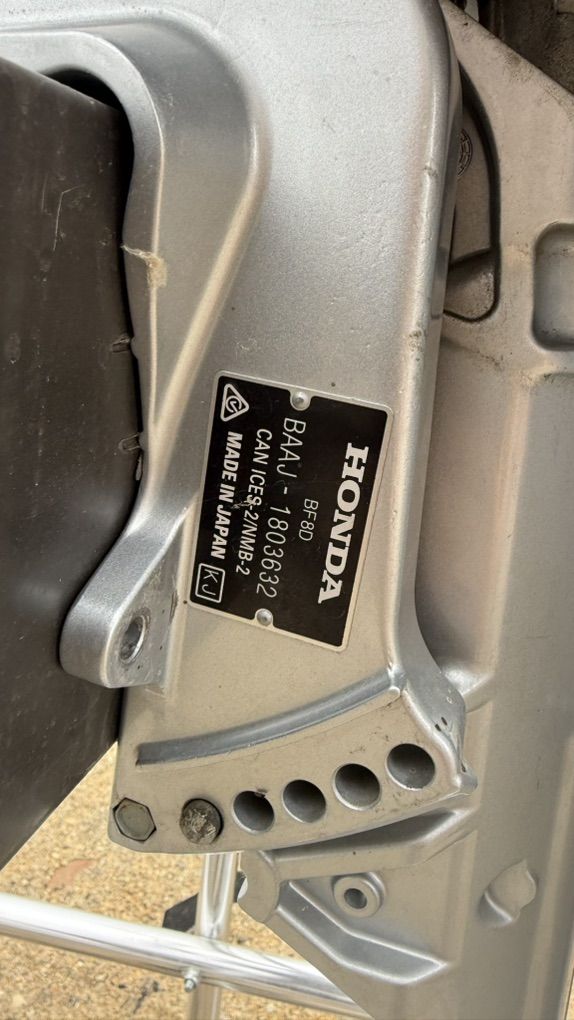 HONDA
BF8D
BAAJ-1803632
CAN ICES-2/NMB-2
MADE IN JAPAN KJ